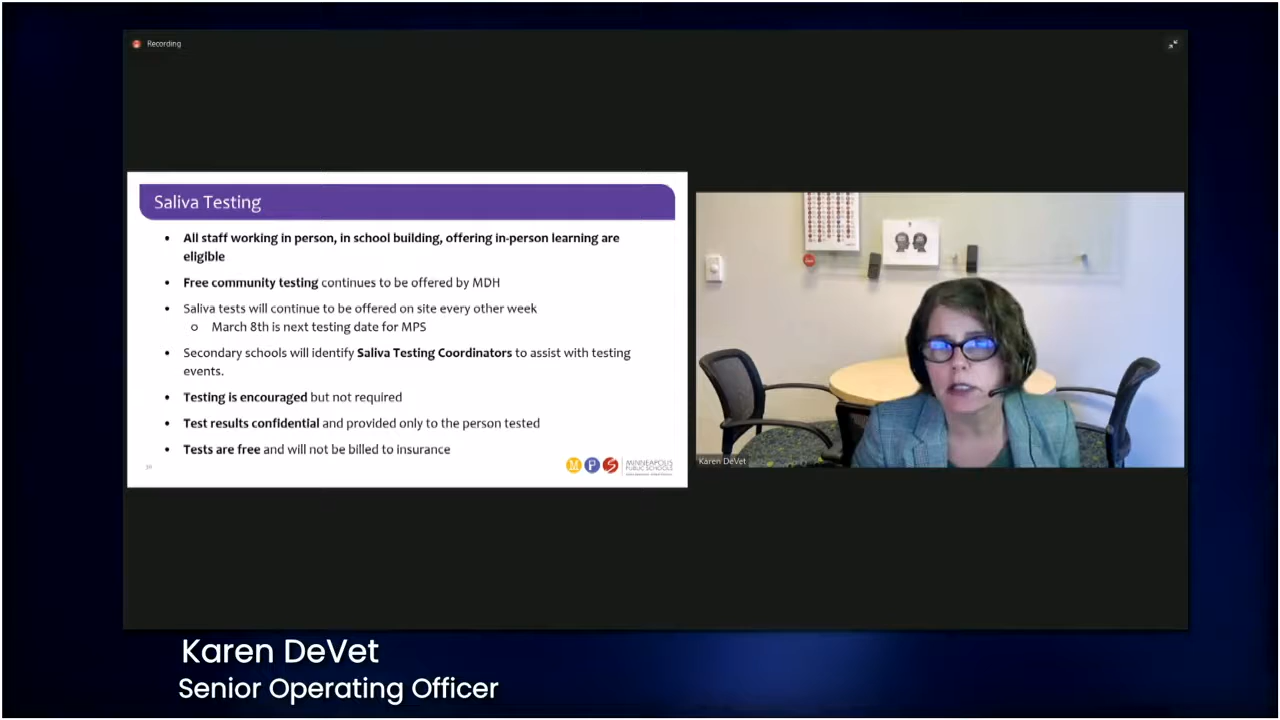 Recording
Saliva Testing
• All staff working in person, in school building, offering in-person learning are
eligible
• Free community testing continues to be offered by MDH
• Saliva tests will continue to be offered on site every other week
o March 8th is next testing date for MPS
• Secondary schools will identify Saliva Testing Coordinators to assist with testing
events.
• Testing is encouraged but not required
• Test results confidential and provided only to the person tested
• Tests are free and will not be billed to insurance
M P S MINNEAPOLIS
PUBLIC SCHOOLS
Karen DeVet
Karen DeVet
Senior Operating Officer